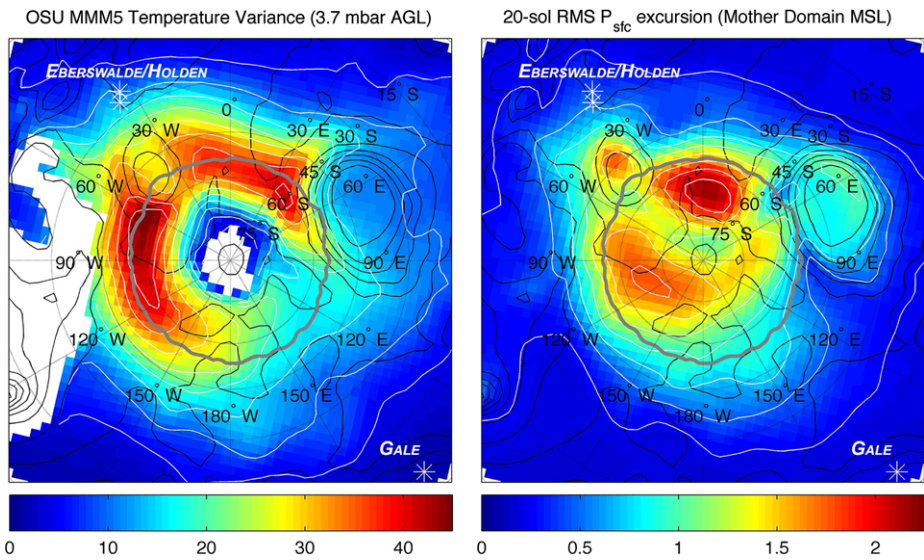 OSU MMM5 Temperature Variance (3.7 mbar AGL)
EBERSWALDE/HOLDEN
15° S
0°
30° W
30° E
30° S
45° S
60° W
60° E
60° S
75° S
90° W
90° E
120° W
120° E
150° W
150° E
180° W
GALE
0 10 20 30 40
20-sol RMS Psfc excursion (Mother Domain MSL)
EBERSWALDE/HOLDEN
15° S
0°
30° W
30° E
30° S
45° S
60° W
60° E
60° S
75° S
90° W
90° E
120° W
120° E
150° W
150° E
180° W
GALE
0 0.5 1 1.5 2